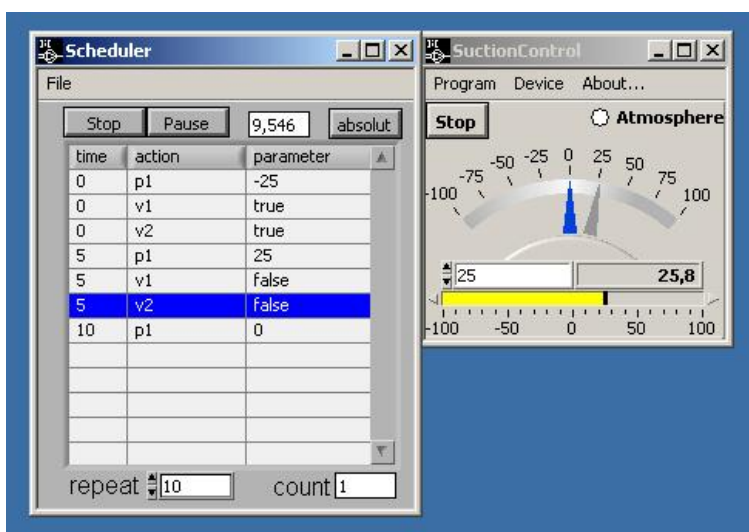 Scheduler
File
Stop Pause 9,546 absolut
time action parameter
0 p1 -25
0 v1 true
0 v2 true
5 p1 25
5 v1 false
5 v2 false
10 p1 0
repeat 10 count 1
SuctionControl
Program Device About...
Stop Atmosphere
-100 -75 -50 -25 0 25 50 75 100
25 25,8
-100 -50 0 50 100